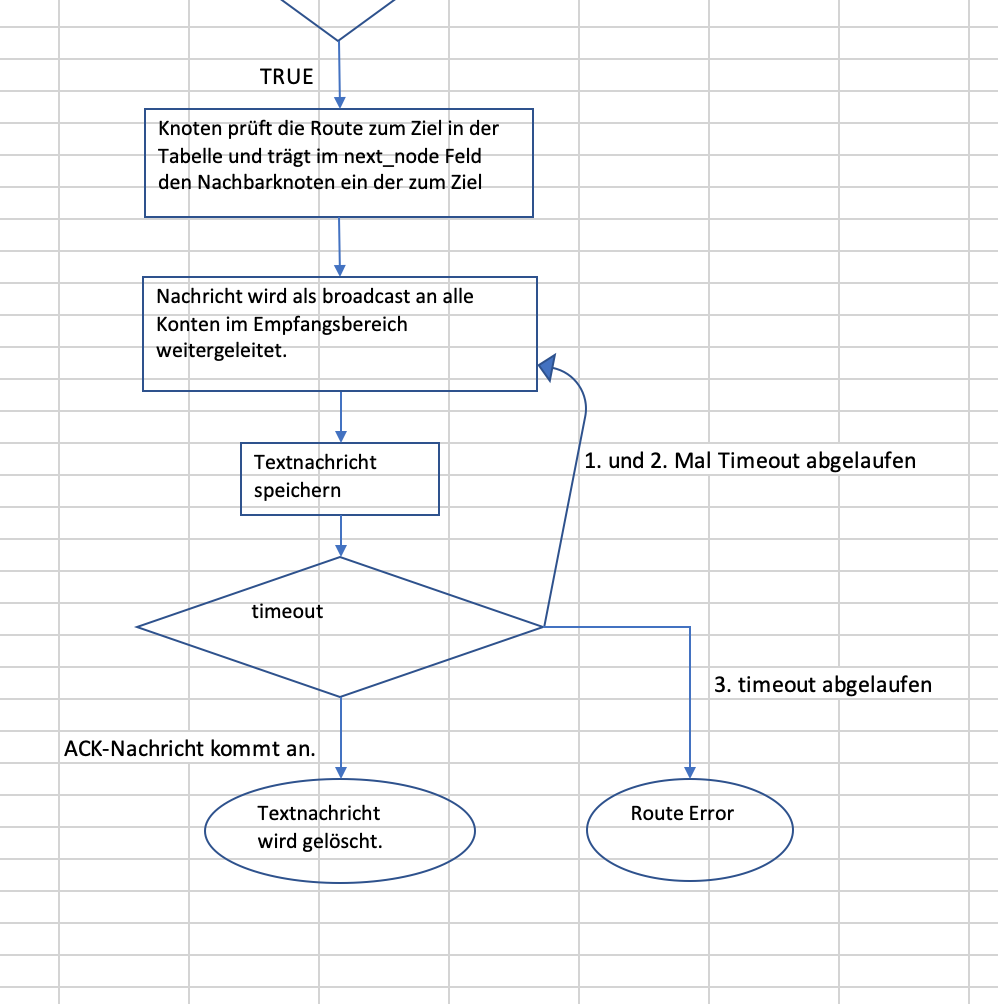 TRUE
Knoten prüft die Route zum Ziel in der
Tabelle und trägt im next_node Feld
den Nachbarknoten ein der zum Ziel
Nachricht wird als broadcast an alle
Konten im Empfangsbereich
weitergeleitet.
1. und 2. Mal Timeout abgelaufen
Textnachricht
speichern
timeout
3. timeout abgelaufen
ACK-Nachricht kommt an.
Textnachricht
wird gelöscht.
Route Error